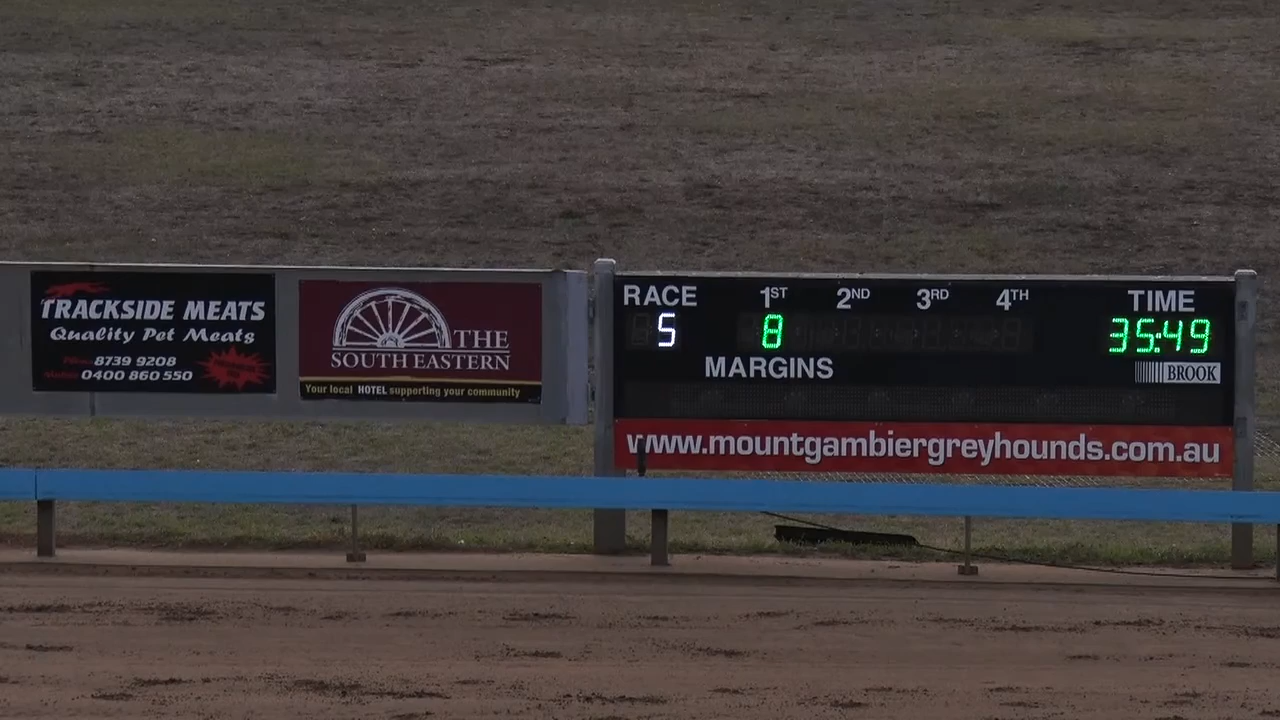 TRACKSIDE MEATS
Quality Pet Meats
8739 9208
0400 860 550
THE
SOUTH EASTERN
Your local HOTEL supporting your community
RACE 1ST 2ND 3RD 4TH TIME
5 8 35:49
MARGINS
BROOK
www.mountgambiergreyhounds.com.au